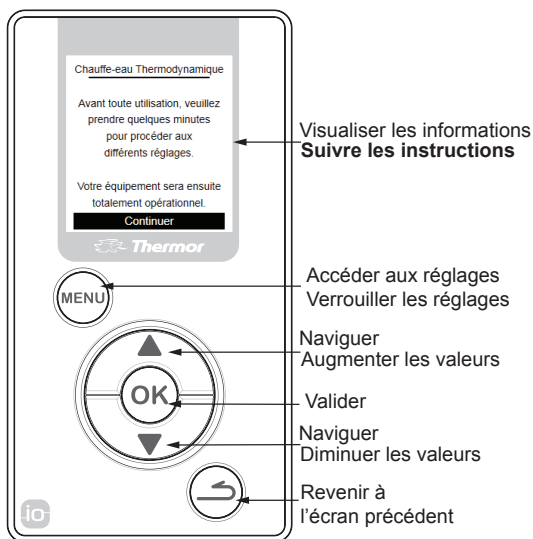 Chauffe-eau Thermodynamique
Avant toute utilisation, veuillez
prendre quelques minutes
pour procéder aux
différents réglages.
Votre équipement sera ensuite
totalement opérationnel.
Continuer
Thermor
MENU
OK
io
Visualiser les informations
Suivre les instructions
Accéder aux réglages
Verrouiller les réglages
Naviguer
Augmenter les valeurs
Valider
Naviguer
Diminuer les valeurs
Revenir à
l'écran précédent